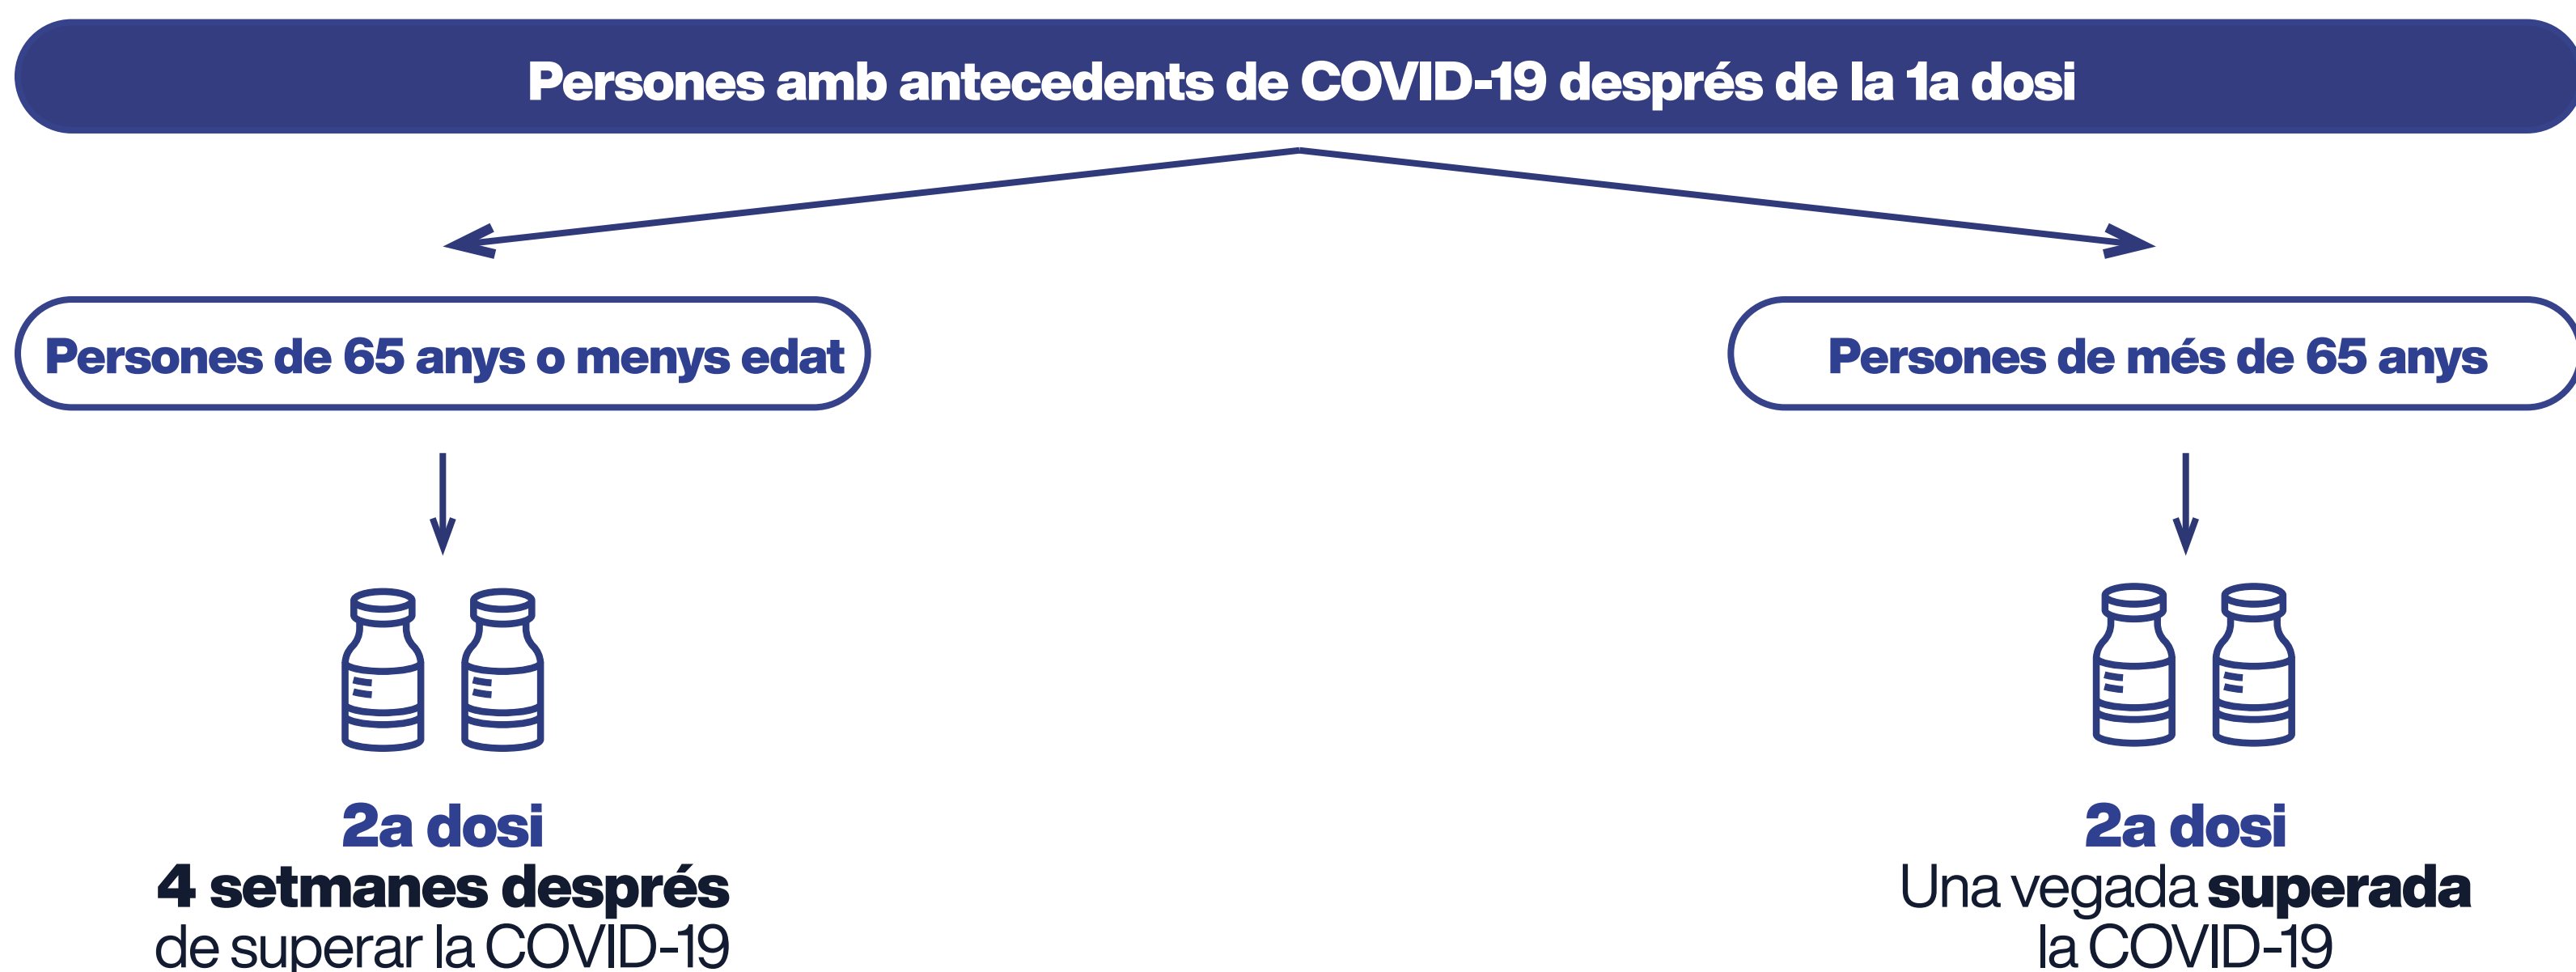 Persones amb antecedents de COVID-19 després de la 1a dosi
Persones de 65 anys o menys edat
Persones de més de 65 anys
2a dosi
4 setmanes després
de superar la COVID-19
2a dosi
Una vegada superada
la COVID-19